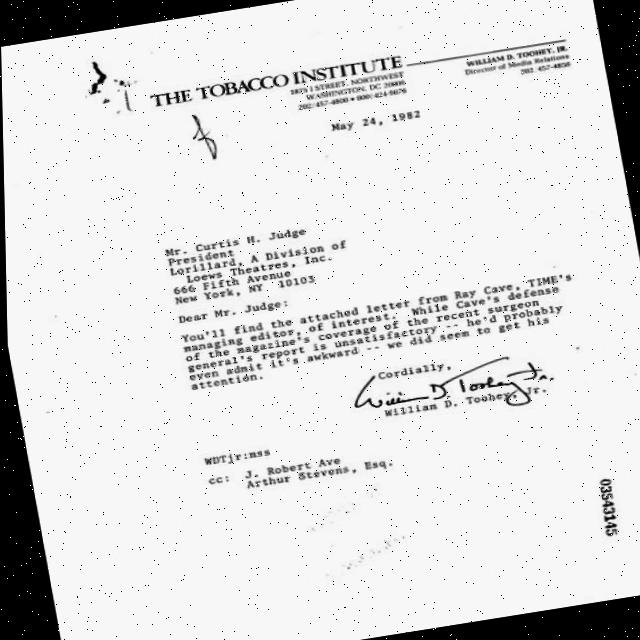 THE TOBACCO INSTITUTE
1875 I STREET, NORTHWEST
WASHINGTON, DC 20006
202/457-4800 • 800/424-9876
WILLIAM D. TOOHEY, JR.
Director of Media Relations
202/457-4856
May 24, 1982
Mr. Curtis H. Judge
President
Lorillard, A Division of
Loews Theatres, Inc.
666 Fifth Avenue
New York, NY 10103
Dear Mr. Judge:
You'll find the attached letter from Ray Cave, TIME's
managing editor, of interest. While Cave's defense
of the magazine's coverage of the recent surgeon
general's report is unsatisfactory -- he'd probably
even admit it's awkward -- we did seem to get his
attention.
Cordially,
William D. Toohey Jr.
William D. Toohey, Jr.
WDTjr:mss
cc: J. Robert Ave
Arthur Stevens, Esq.
03543145